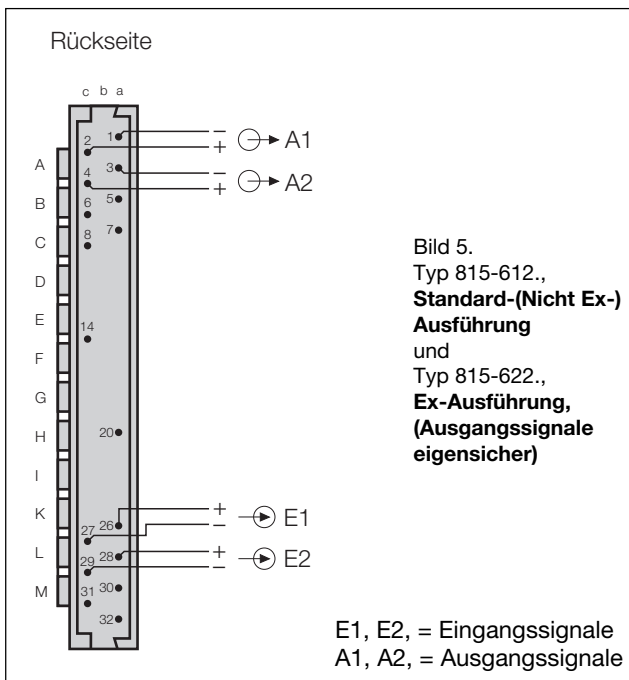 Rückseite
c b a
1 − A1
2 +
A 3 − A2
4 +
B 5
6
7
C 8
D
E 14
F
G
H 20
I
K 26 + E1
27 −
L 28 + E2
29 −
M 30
31
32
Bild 5.
Typ 815-612.,
Standard-(Nicht Ex-)
Ausführung
und
Typ 815-622.,
Ex-Ausführung,
(Ausgangssignale
eigensicher)
E1, E2, = Eingangssignale
A1, A2, = Ausgangssignale